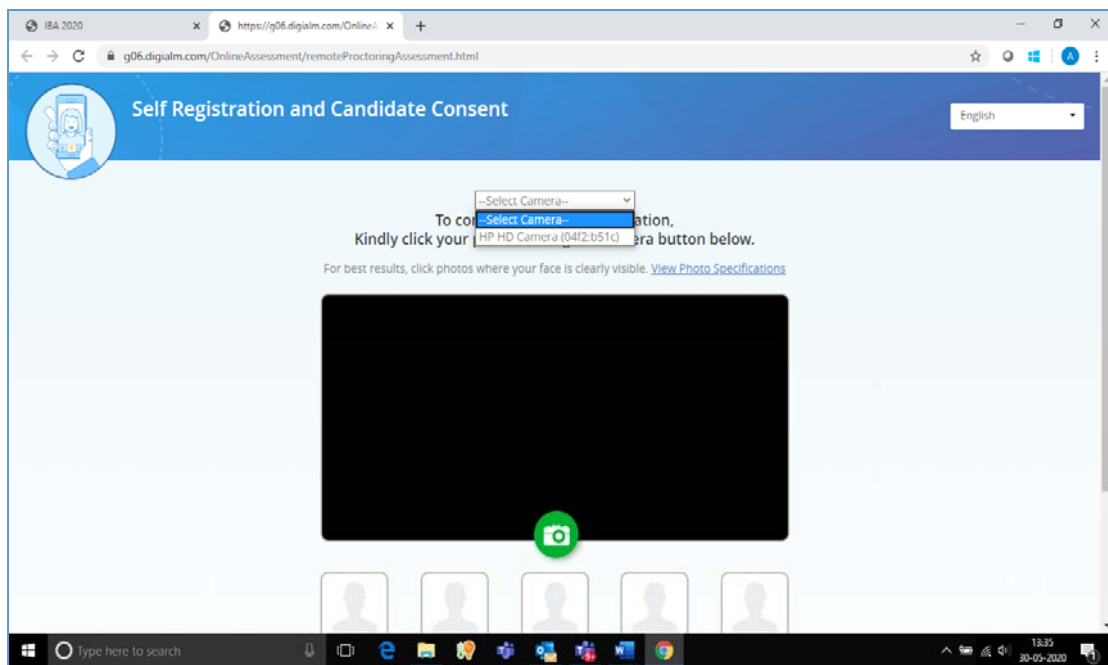 IBA 2020
https://g06.digialm.com/OnlineA
g06.digialm.com/OnlineAssessment/remoteProctoringAssessment.html
A
Self Registration and Candidate Consent
English
--Select Camera--
--Select Camera--
HP HD Camera (04f2:b51c)
To co ation,
Kindly click your era button below.
For best results, click photos where your face is clearly visible. View Photo Specifications
Type here to search
13:35
30-05-2020